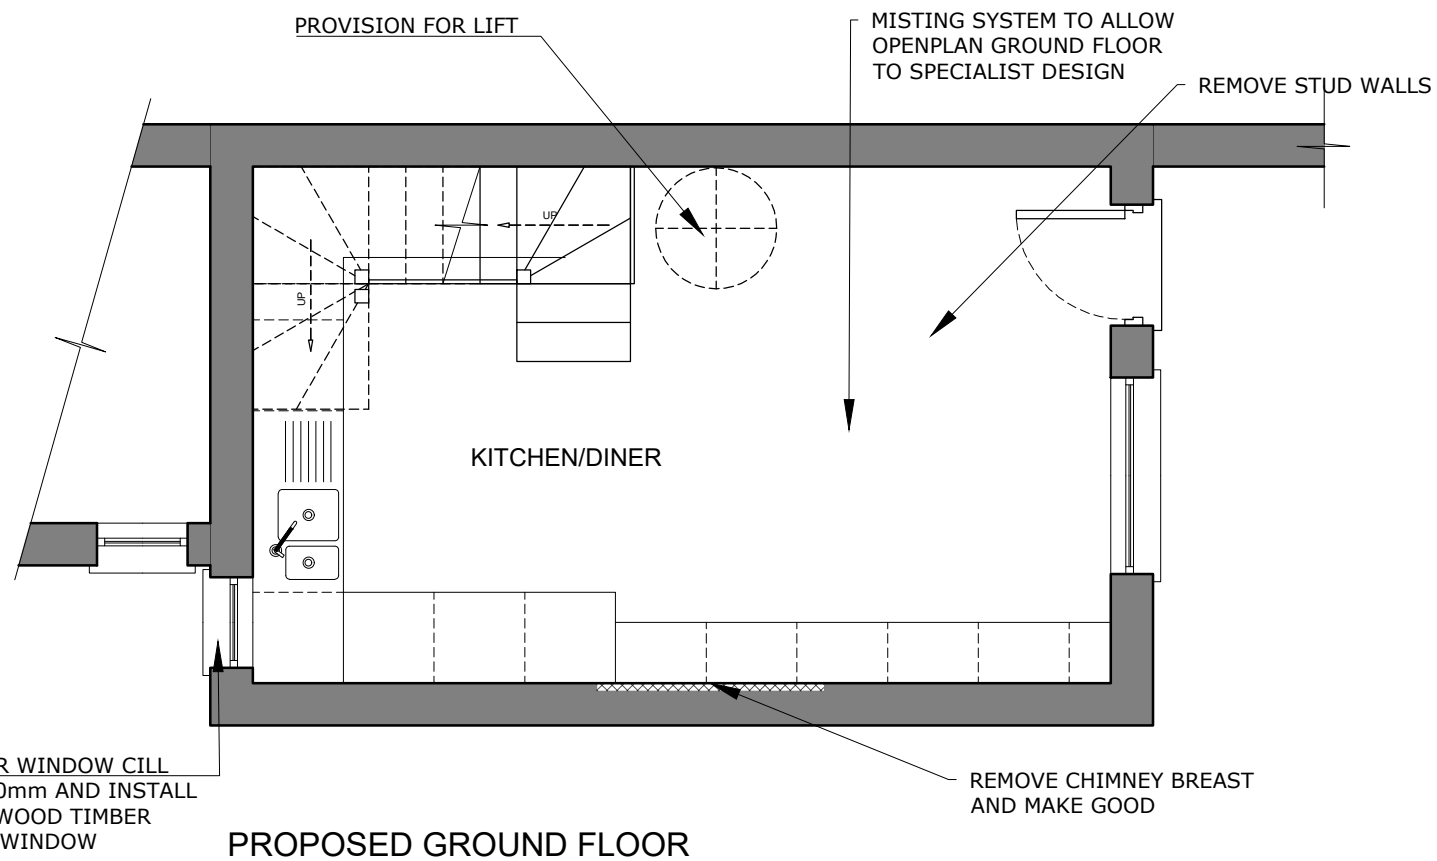 PROVISION FOR LIFT
MISTING SYSTEM TO ALLOW
OPENPLAN GROUND FLOOR
TO SPECIALIST DESIGN
REMOVE STUD WALLS
UP
UP
KITCHEN/DINER
R WINDOW CILL
0mm AND INSTALL
WOOD TIMBER
WINDOW
REMOVE CHIMNEY BREAST
AND MAKE GOOD
PROPOSED GROUND FLOOR